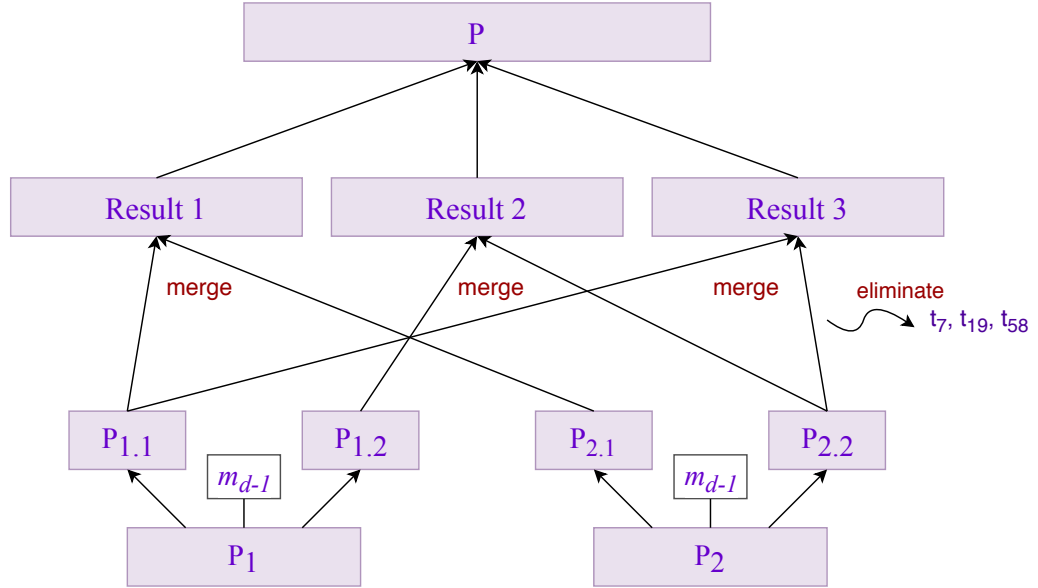 P
Result 1
Result 2
Result 3
merge
merge
merge
eliminate
t7, t19, t58
P1.1
P1.2
P2.1
P2.2
md-1
md-1
P1
P2